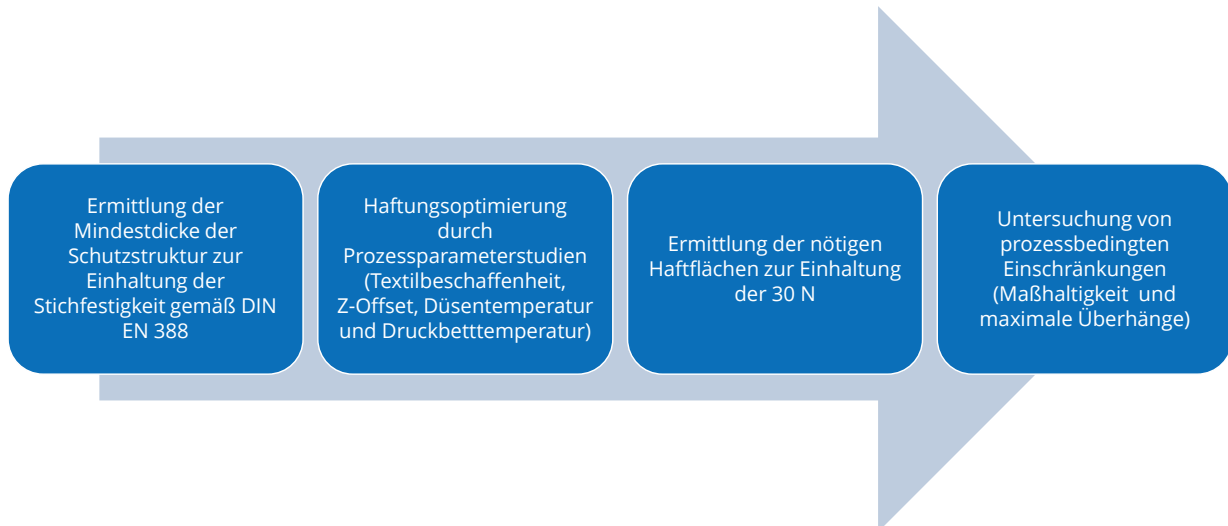 Ermittlung der
Mindestdicke der
Schutzstruktur zur
Einhaltung der
Stichfestigkeit gemäß DIN
EN 388
Haftungsoptimierung
durch
Prozessparameterstudien
(Textilbeschaffenheit,
Z-Offset, Düsentemperatur
und Druckbetttemperatur)
Ermittlung der nötigen
Haftflächen zur Einhaltung
der 30 N
Untersuchung von
prozessbedingten
Einschränkungen
(Maßhaltigkeit und
maximale Überhänge)